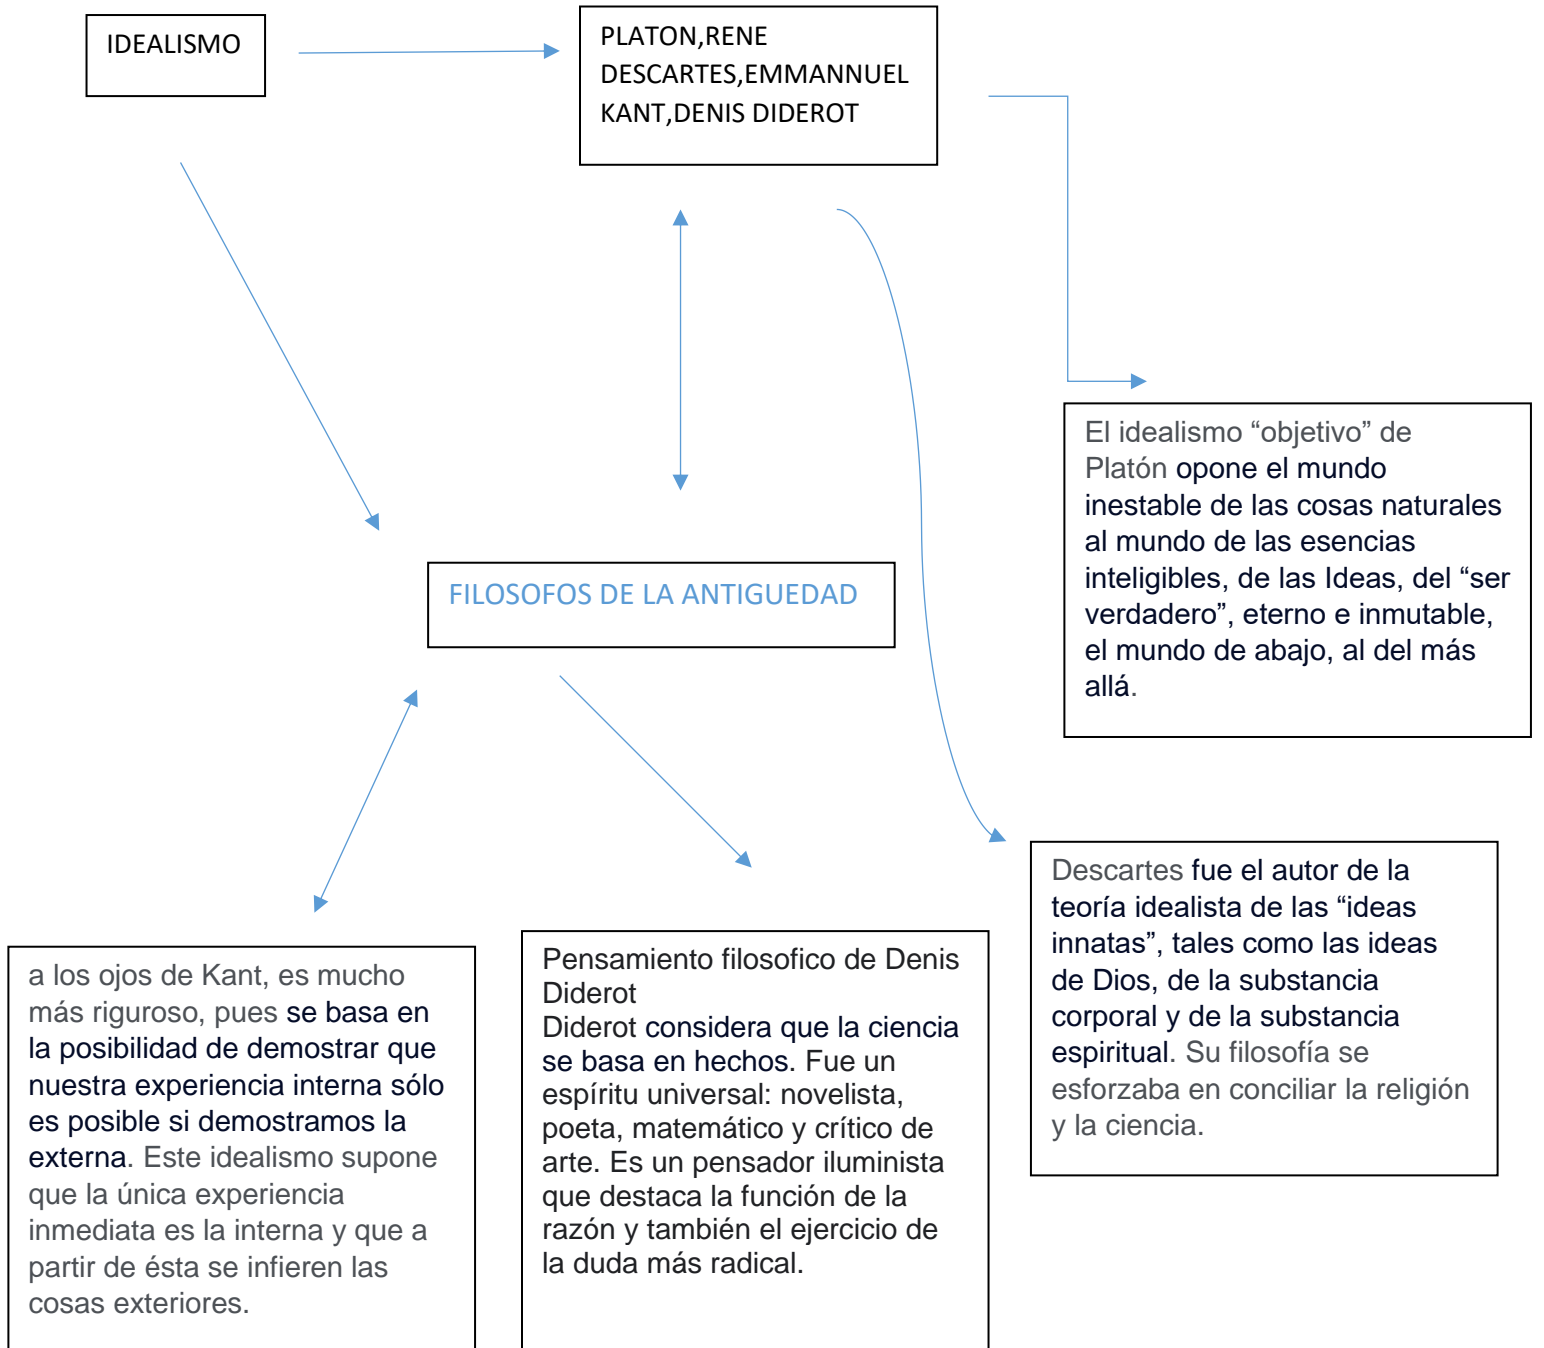 IDEALISMO
PLATON,RENE
DESCARTES,EMMANNUEL
KANT,DENIS DIDEROT
El idealismo “objetivo” de
Platón opone el mundo
inestable de las cosas naturales
al mundo de las esencias
inteligibles, de las Ideas, del “ser
verdadero”, eterno e inmutable,
el mundo de abajo, al del más
allá.
FILOSOFOS DE LA ANTIGUEDAD
Descartes fue el autor de la
teoría idealista de las “ideas
innatas”, tales como las ideas
de Dios, de la substancia
corporal y de la substancia
espiritual. Su filosofía se
esforzaba en conciliar la religión
y la ciencia.
a los ojos de Kant, es mucho
más riguroso, pues se basa en
la posibilidad de demostrar que
nuestra experiencia interna sólo
es posible si demostramos la
externa. Este idealismo supone
que la única experiencia
inmediata es la interna y que a
partir de ésta se infieren las
cosas exteriores.
Pensamiento filosofico de Denis
Diderot
Diderot considera que la ciencia
se basa en hechos. Fue un
espíritu universal: novelista,
poeta, matemático y crítico de
arte. Es un pensador iluminista
que destaca la función de la
razón y también el ejercicio de
la duda más radical.